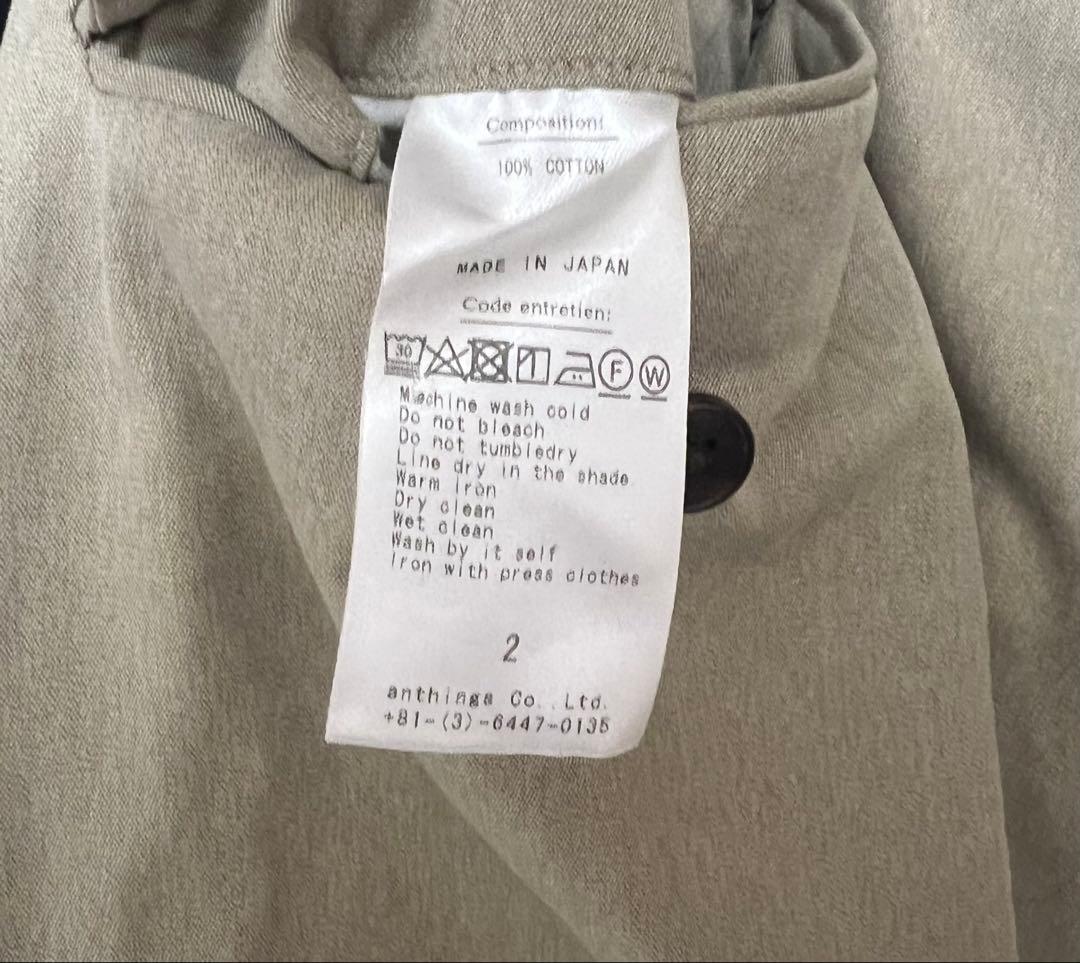 Composition:
100% COTTON
MADE IN JAPAN
Code entretien:
30 F W
Machine wash cold
Do not bleach
Do not tumbledry
Line dry in the shade
Warm iron
Dry clean
Wet clean
Wash by it self
Iron with press clothes
2
anthings Co.,Ltd.
+81-(3)-6447-0135